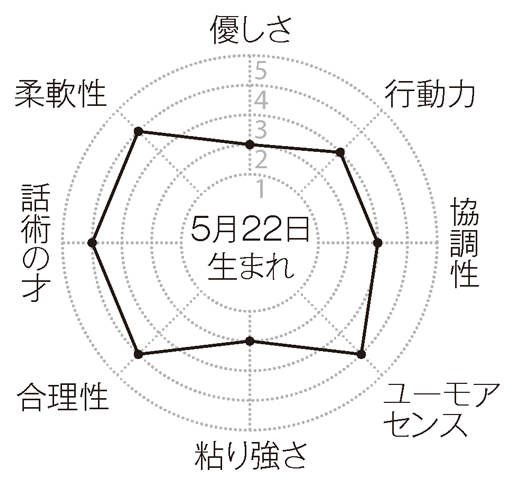 優しさ
行動力
協調性
ユーモア
センス
粘り強さ
合理性
話術の才
柔軟性
5
4
3
2
1
5月22日
生まれ